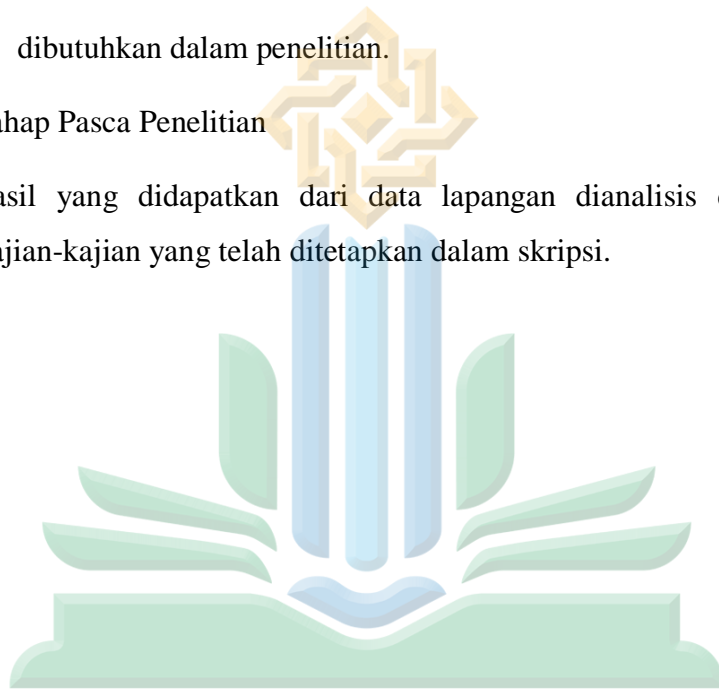 dibutuhkan dalam penelitian.
ahap Pasca Penelitian
asil yang didapatkan dari data lapangan dianalisis
ajian-kajian yang telah ditetapkan dalam skripsi.